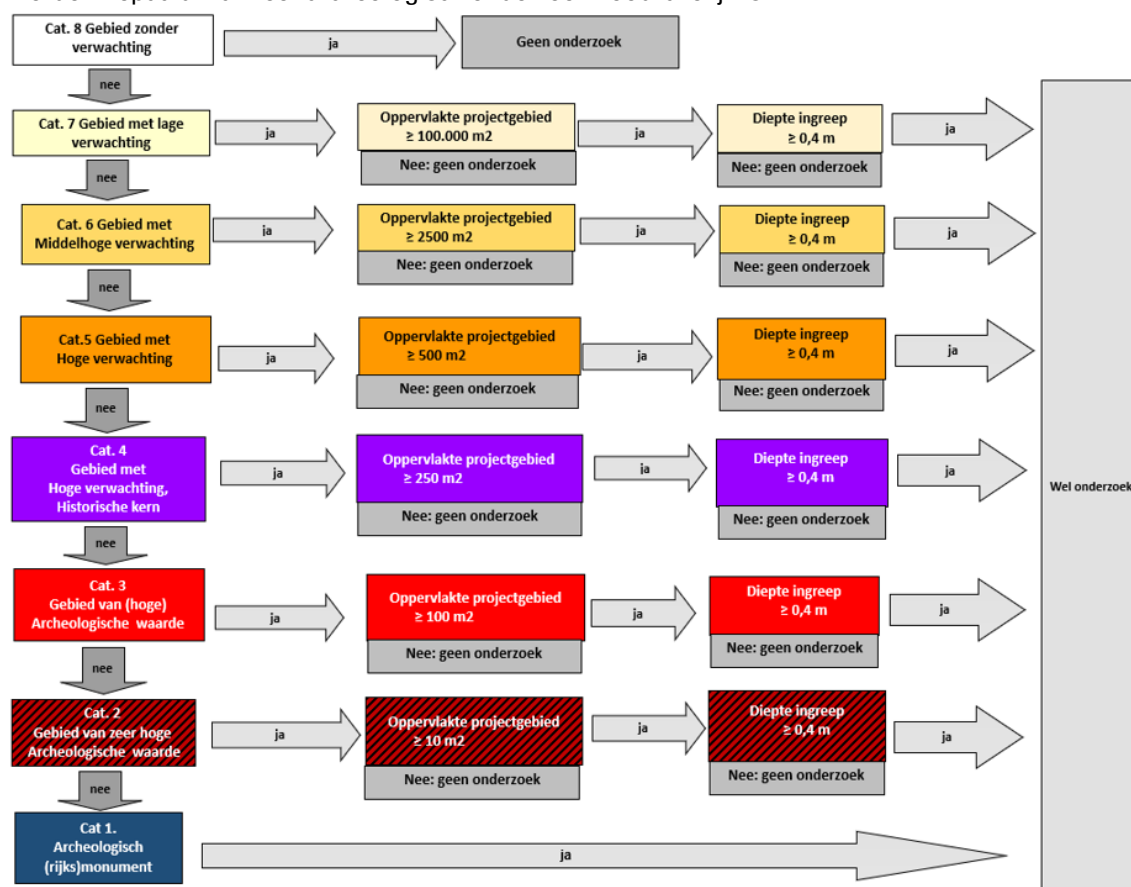 Cat. 8 Gebied zonder
verwachting
ja
Geen onderzoek
nee
Cat. 7 Gebied met lage
verwachting
ja
Oppervlakte projectgebied
≥ 100.000 m2
Nee: geen onderzoek
ja
Diepte ingreep
≥ 0,4 m
Nee: geen onderzoek
ja
nee
Cat. 6 Gebied met
Middelhoge verwachting
ja
Oppervlakte projectgebied
≥ 2500 m2
Nee: geen onderzoek
ja
Diepte ingreep
≥ 0,4 m
Nee: geen onderzoek
ja
nee
Cat.5 Gebied met
Hoge verwachting
ja
Oppervlakte projectgebied
≥ 500 m2
Nee: geen onderzoek
ja
Diepte ingreep
≥ 0,4 m
Nee: geen onderzoek
ja
nee
Cat. 4
Gebied met
Hoge verwachting,
Historische kern
ja
Oppervlakte projectgebied
≥ 250 m2
Nee: geen onderzoek
ja
Diepte ingreep
≥ 0,4 m
Nee: geen onderzoek
ja
Wel onderzoek
nee
Cat. 3
Gebied van (hoge)
Archeologische waarde
ja
Oppervlakte projectgebied
≥ 100 m2
Nee: geen onderzoek
ja
Diepte ingreep
≥ 0,4 m
Nee: geen onderzoek
ja
nee
Cat. 2
Gebied van zeer hoge
Archeologische waarde
ja
Oppervlakte projectgebied
≥ 10 m2
Nee: geen onderzoek
ja
Diepte ingreep
≥ 0,4 m
Nee: geen onderzoek
ja
nee
Cat 1.
Archeologisch
(rijks)monument
ja